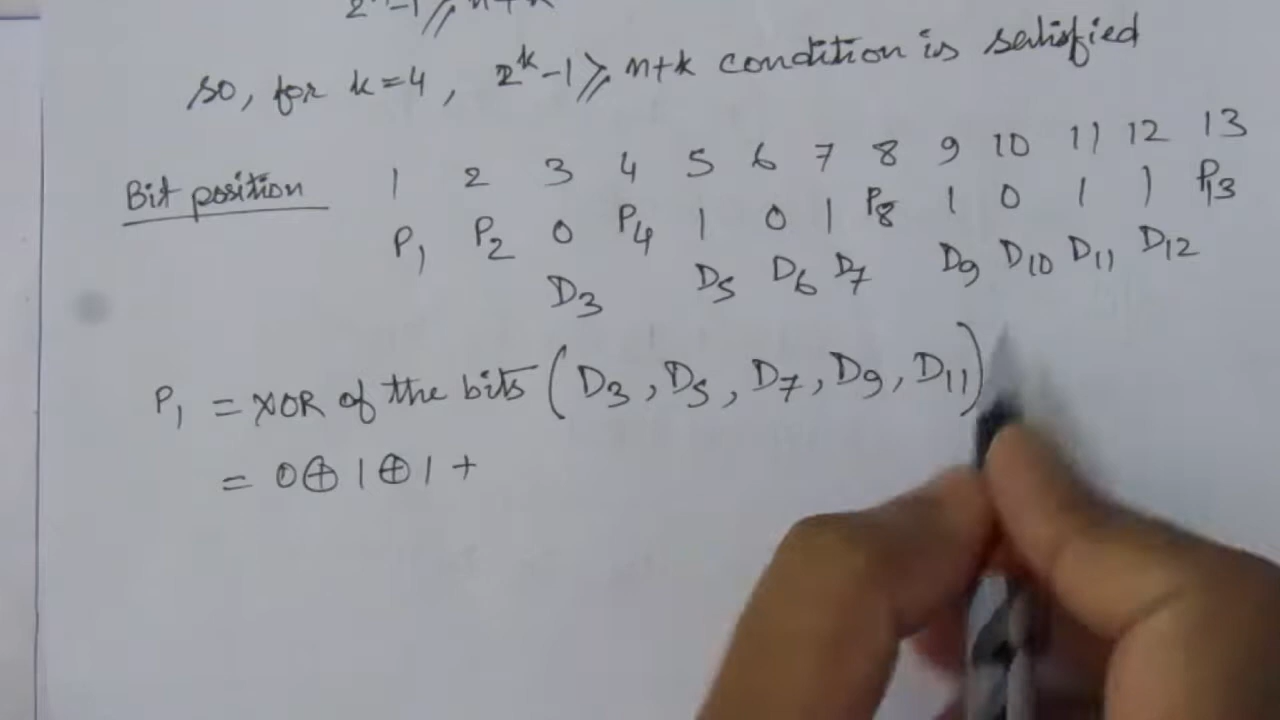 so, for k=4, 2^k-1 ≥ n+k condition is satisfied
Bit position 1 2 3 4 5 6 7 8 9 10 11 12 13
P1 P2 0 P4 1 0 1 P8 1 0 1 1 P13
D3 D5 D6 D7 D9 D10 D11 D12
P1 = XOR of the bits (D3, D5, D7, D9, D11)
= 0⊕1⊕1+